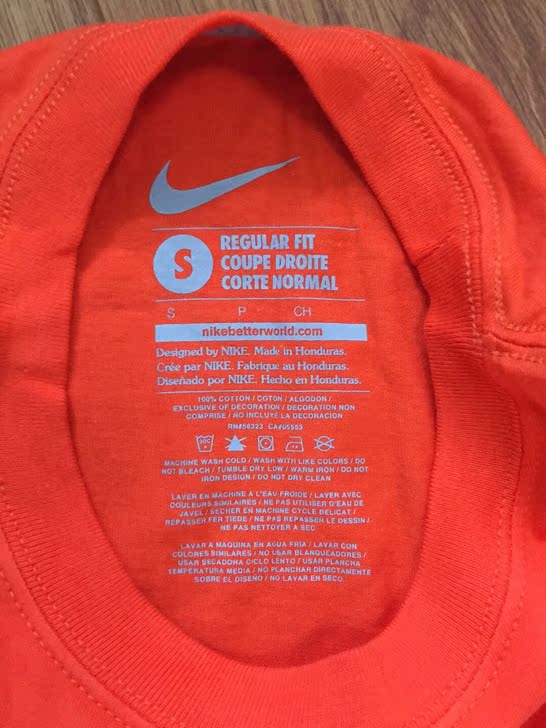 S
REGULAR FIT
COUPE DROITE
CORTE NORMAL
S P CH
nikebetterworld.com
Designed by NIKE. Made in Honduras.
Crée par NIKE. Fabrique au Honduras.
Diseñado por NIKE. Hecho en Honduras.
100% COTTON / COTON / ALGODON /
EXCLUSIVE OF DECORATION / DECORATION NON
COMPRISE / NO INCLUYE LA DECORACION
RN#56323 CA#05553
MACHINE WASH COLD / WASH WITH LIKE COLORS / DO
NOT BLEACH / TUMBLE DRY LOW / WARM IRON / DO NOT
IRON DESIGN / DO NOT DRY CLEAN
LAVER EN MACHINE A L'EAU FROIDE / LAVER AVEC
COULEURS SIMILAIRES / NE PAS UTILISER D'EAU DE
JAVEL / SECHER EN MACHINE CYCLE DELICAT /
REPASSER FER TIEDE / NE PAS REPASSER LE DESSIN /
NE PAS NETTOYER A SEC
LAVAR A MAQUINA EN AGUA FRIA / LAVAR CON
COLORES SIMILARES / NO USAR BLANQUEADORES /
USAR SECADORA CICLO LENTO / USAR PLANCHA
TEMPERATURA MEDIA / NO PLANCHAR DIRECTAMENTE
SOBRE EL DISEÑO / NO LAVAR EN SECO.